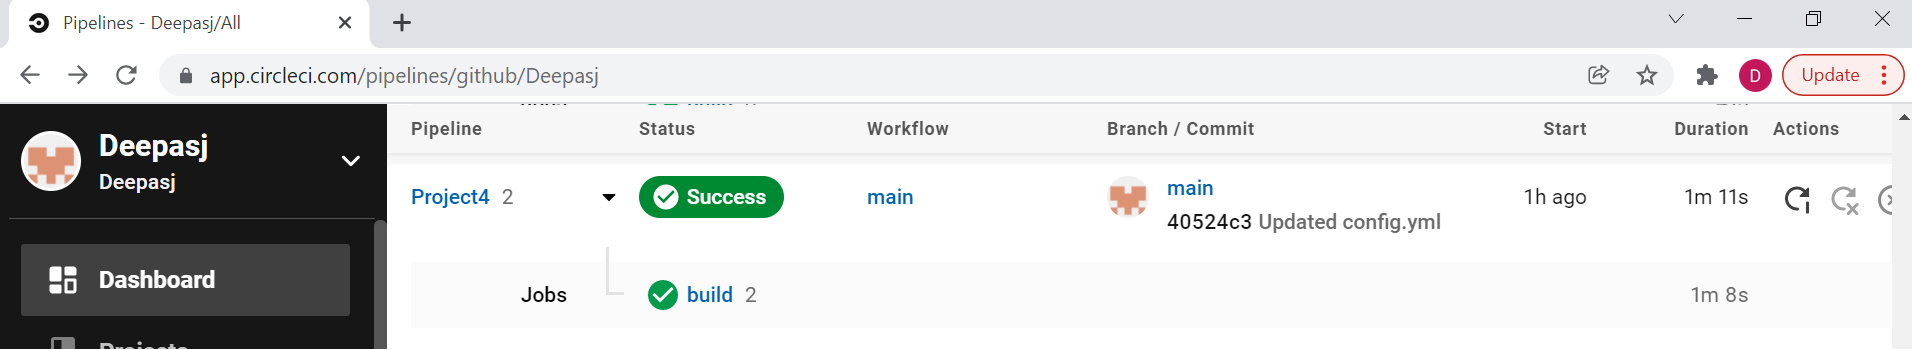 Pipelines - Deepasj/All
app.circleci.com/pipelines/github/Deepasj
D
Update
Deepasj
Deepasj
Dashboard
Projects
Pipeline Status Workflow Branch / Commit Start Duration Actions
Project4 2 Success main main 1h ago 1m 11s
40524c3 Updated config.yml
Jobs build 2 1m 8s